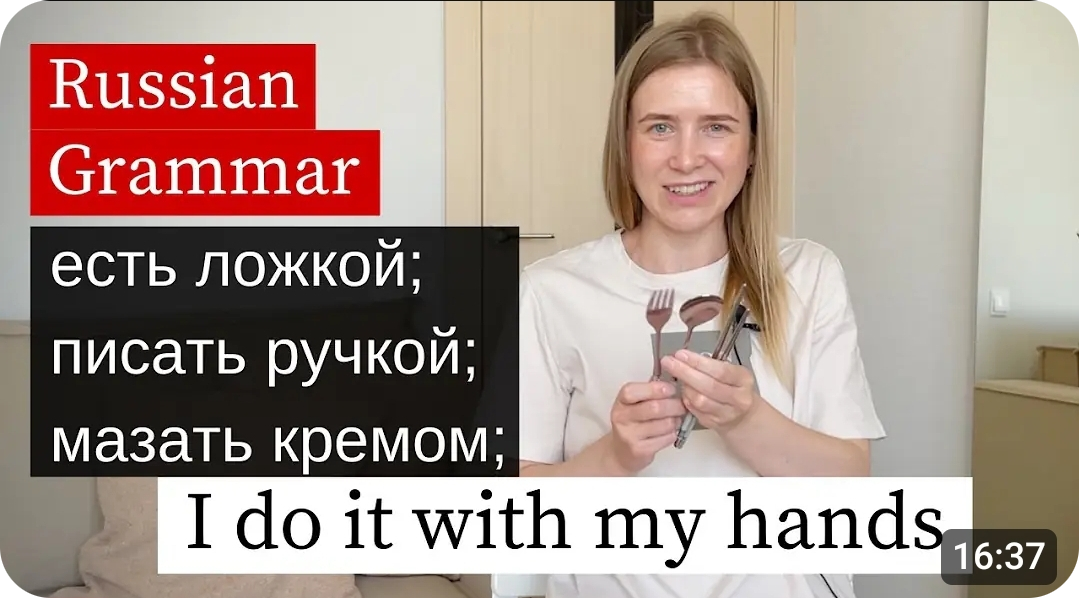 Russian
Grammar
есть ложкой;
писать ручкой;
мазать кремом;
I do it with my hands
16:37